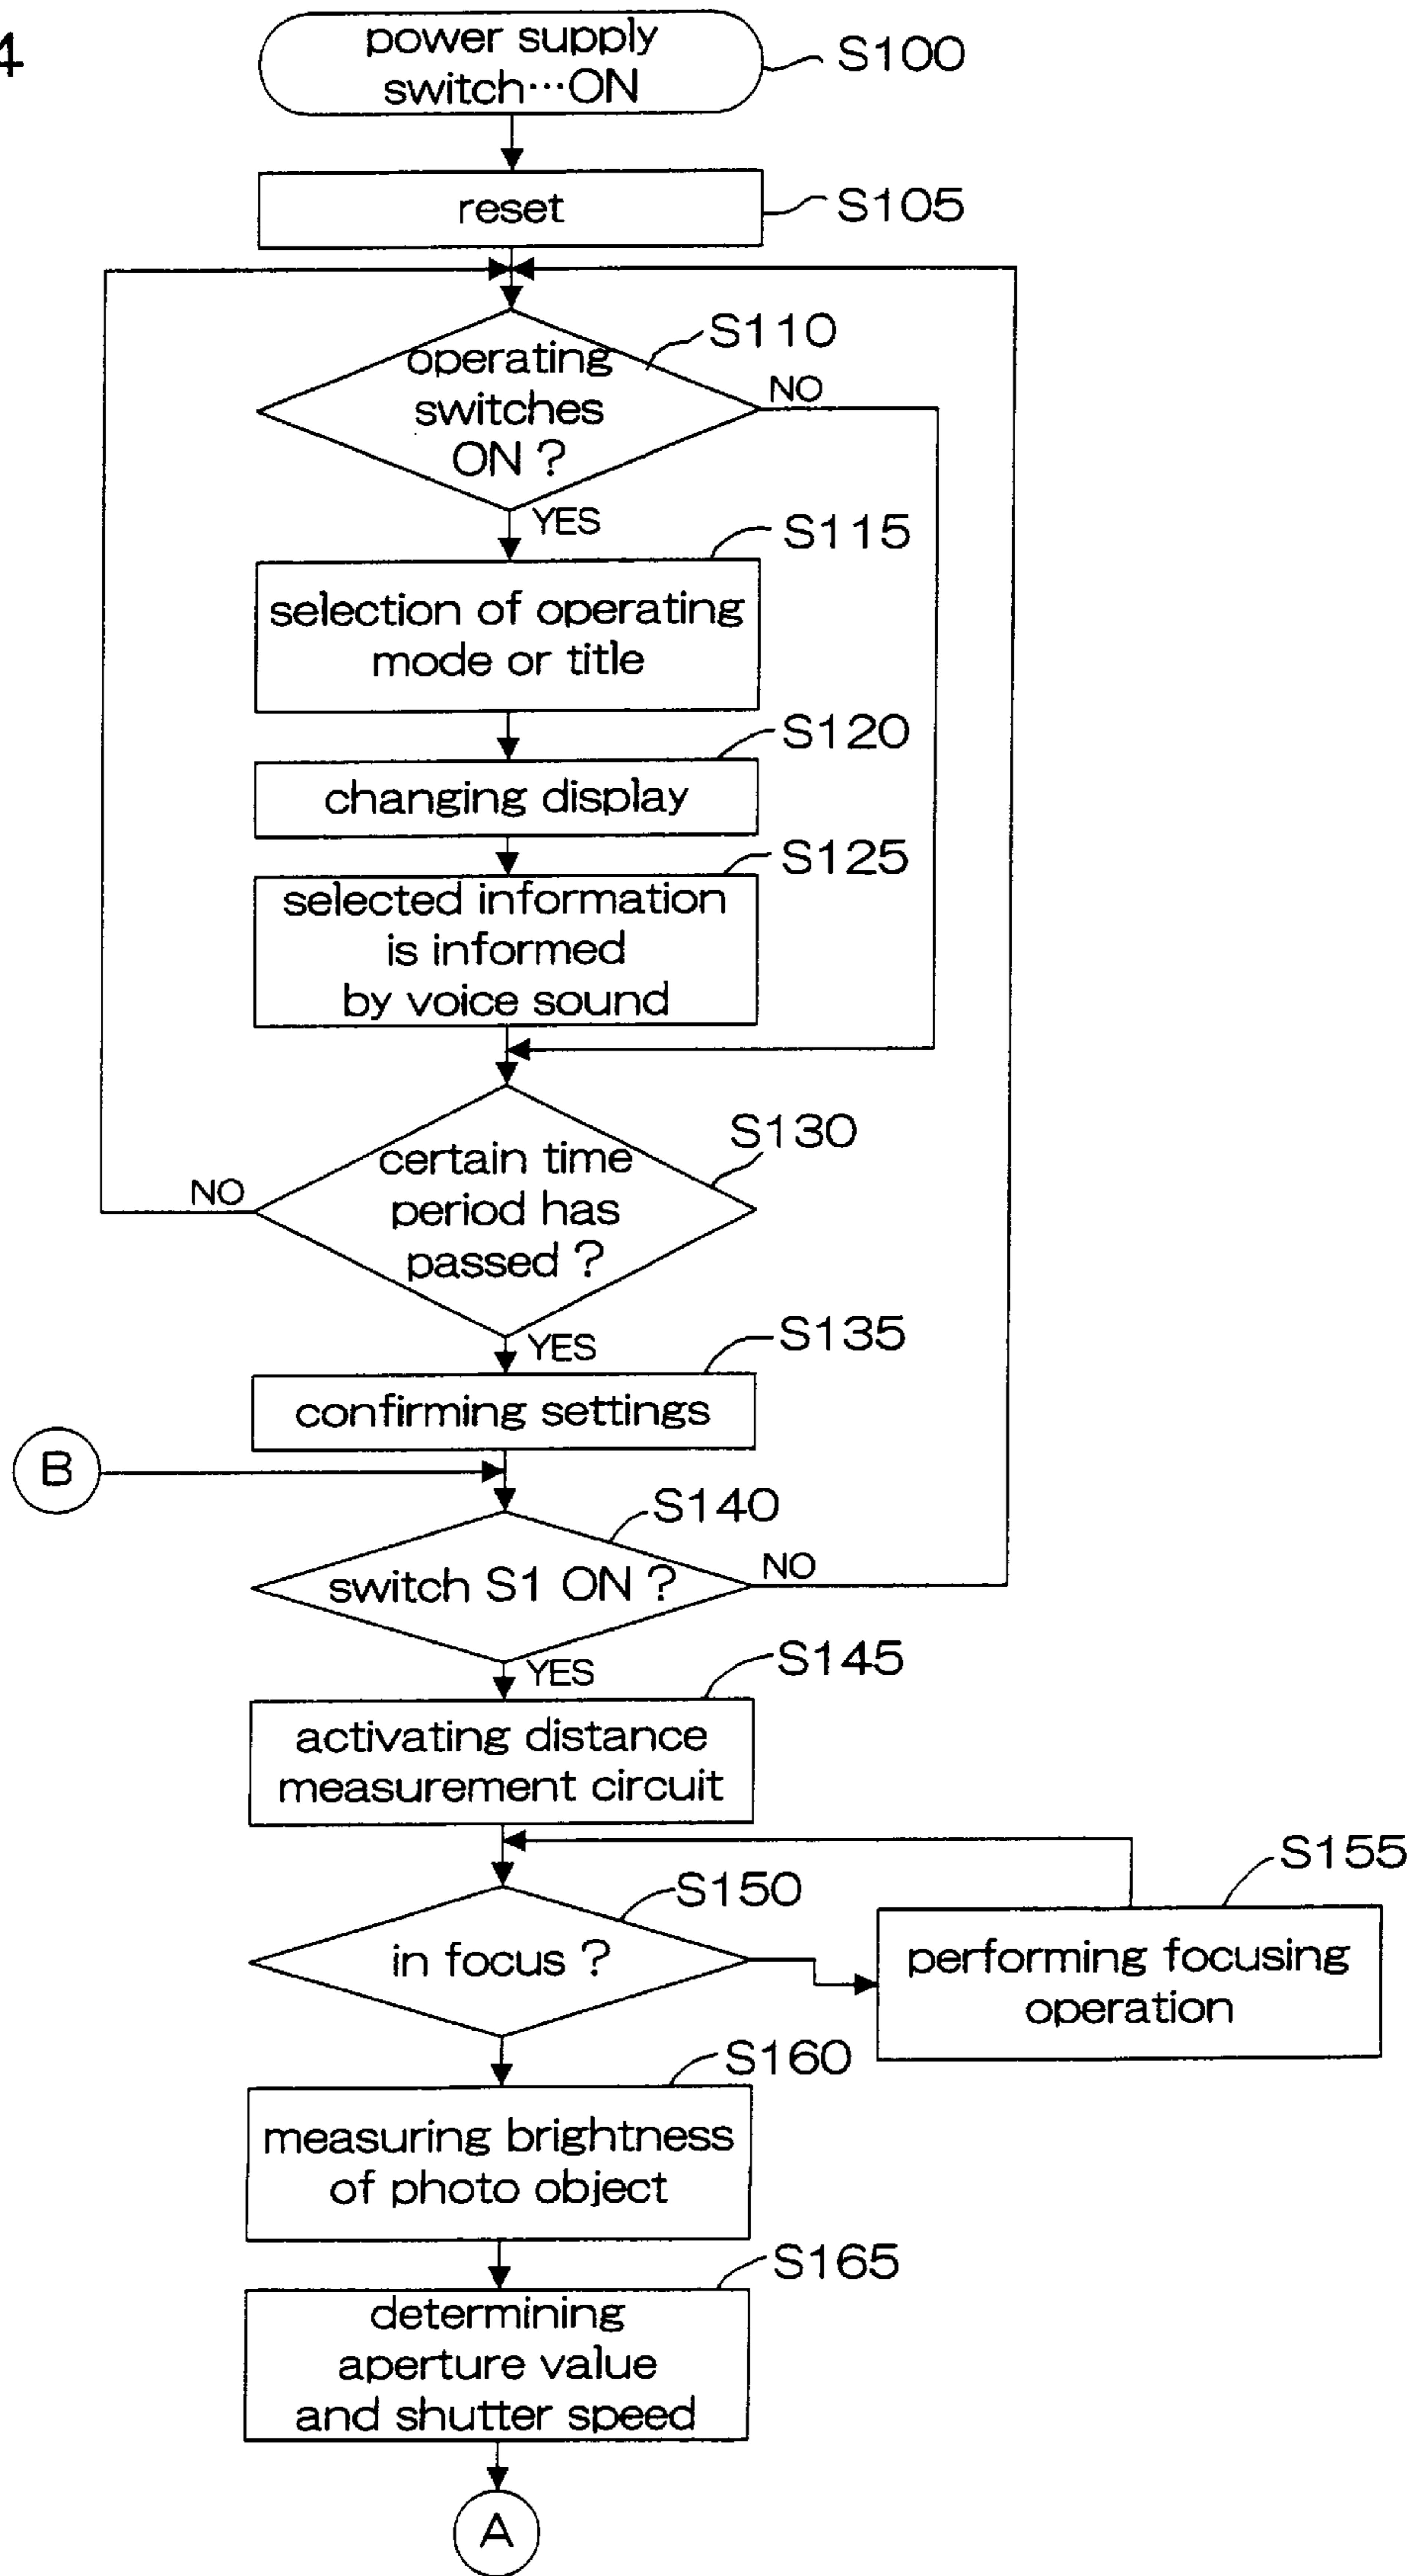 4
power supply
switch···ON
S100
reset
S105
S110
operating
switches
ON ?
NO
YES
S115
selection of operating
mode or title
S120
changing display
S125
selected information
is informed
by voice sound
S130
certain time
period has
passed ?
NO
YES
S135
confirming settings
B
S140
switch S1 ON ?
NO
YES
S145
activating distance
measurement circuit
S150
in focus ?
S155
performing focusing
operation
S160
measuring brightness
of photo object
S165
determining
aperture value
and shutter speed
A